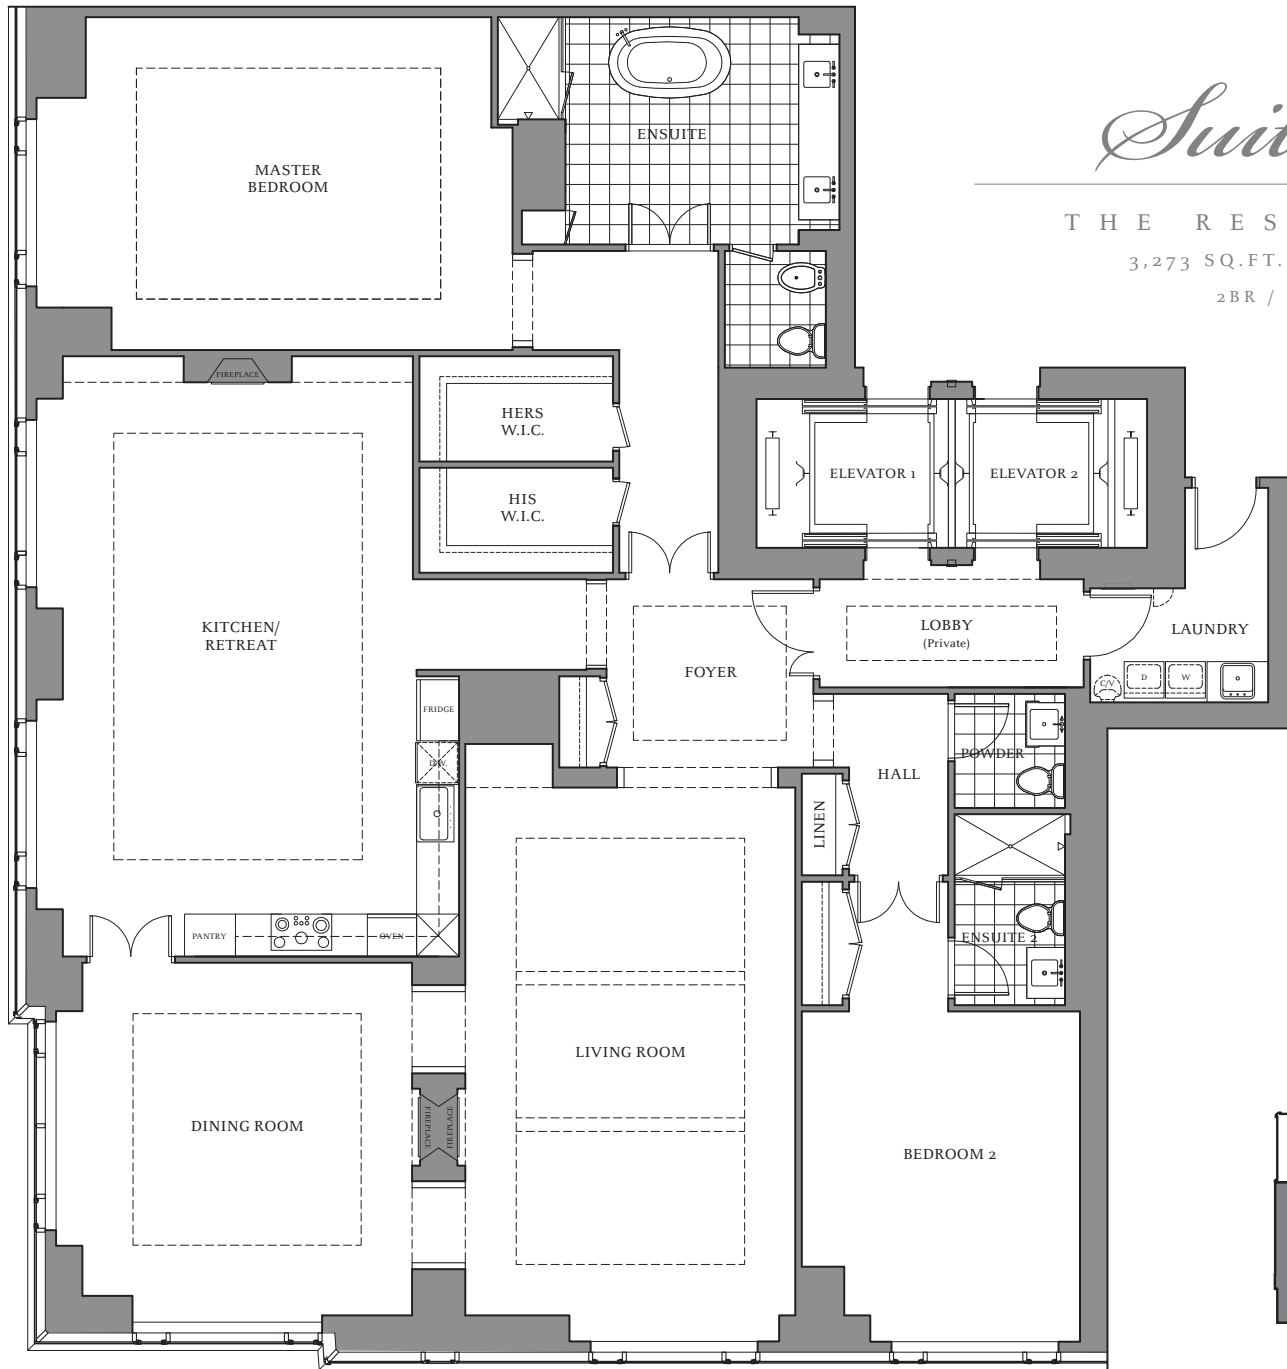 Suit
THE RES
3,273 SQ.FT.
2BR /
ENSUITE
MASTER
BEDROOM
FIREPLACE
HERS
W.I.C.
HIS
W.I.C.
ELEVATOR 1
ELEVATOR 2
KITCHEN/
RETREAT
FOYER
LOBBY
(Private)
LAUNDRY
C/V
D
W
FRIDGE
D.W.
POWDER
HALL
LINEN
PANTRY
OVEN
ENSUITE 2
LIVING ROOM
DINING ROOM
FIREPLACE
FIREPLACE
BEDROOM 2